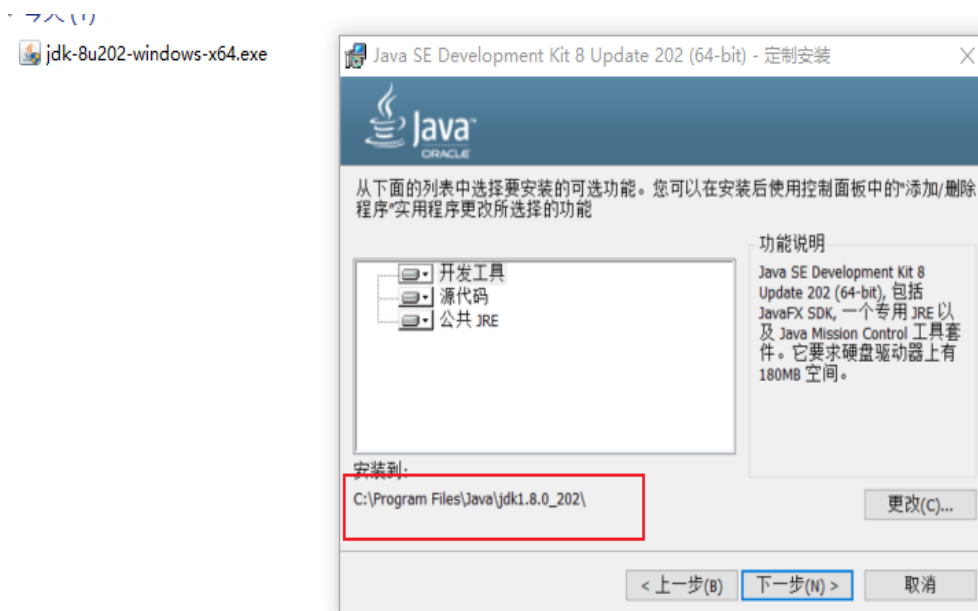 jdk-8u202-windows-x64.exe
Java SE Development Kit 8 Update 202 (64-bit) - 定制安装
Java
ORACLE
从下面的列表中选择要安装的可选功能。您可以在安装后使用控制面板中的“添加/删除
程序”实用程序更改所选择的功能
开发工具
源代码
公共 JRE
功能说明
Java SE Development Kit 8
Update 202 (64-bit), 包括
JavaFX SDK, 一个专用 JRE 以
及 Java Mission Control 工具套
件。它要求硬盘驱动器上有
180MB 空间。
安装到:
C:\Program Files\Java\jdk1.8.0_202\
更改(C)...
< 上一步(B)
下一步(N) >
取消